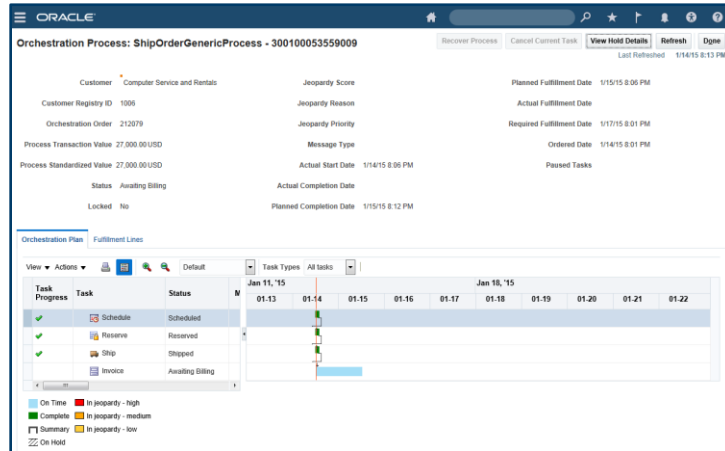 ORACLE'
Orchestration Process: ShipOrderGenericProcess - 300100053559009
Recover Process Cancel Current Task View Hold Details Refresh Done
Last Refreshed 1/14/15 8:13 PM
Customer Computer Service and Rentals Jeopardy Score Planned Fulfillment Date 1/15/15 8:06 PM
Customer Registry ID 1006 Jeopardy Reason Actual Fulfillment Date
Orchestration Order 212079 Jeopardy Priority Required Fulfillment Date 1/17/15 8:01 PM
Process Transaction Value 27,000.00 USD Message Type Ordered Date 1/14/15 8:01 PM
Process Standardized Value 27,000.00 USD Actual Start Date 1/14/15 8:06 PM Paused Tasks
Status Awaiting Billing Actual Completion Date
Locked No Planned Completion Date 1/15/15 8:12 PM
Orchestration Plan Fulfillment Lines
View Actions Default Task Types All tasks
Jan 11, '15 Jan 18, '15
Task Progress Task Status M 01-13 01-14 01-15 01-16 01-17 01-18 01-19 01-20 01-21 01-22
Schedule Scheduled
Reserve Reserved
Ship Shipped
Invoice Awaiting Billing
On Time In jeopardy - high
Complete In jeopardy - medium
Summary In jeopardy - low
On Hold